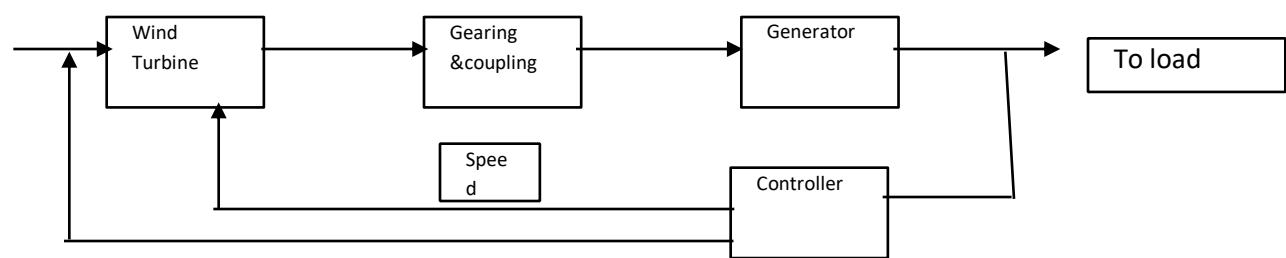 Wind
Turbine
Gearing
&coupling
Generator
To load
Spee
d
Controller